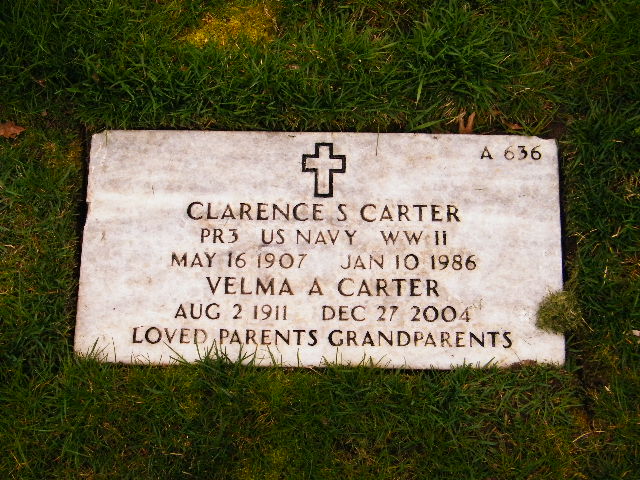 A 636
CLARENCE S CARTER
PR3 US NAVY WW II
MAY 16 1907 JAN 10 1986
VELMA A CARTER
AUG 2 1911 DEC 27 2004
LOVED PARENTS GRANDPARENTS